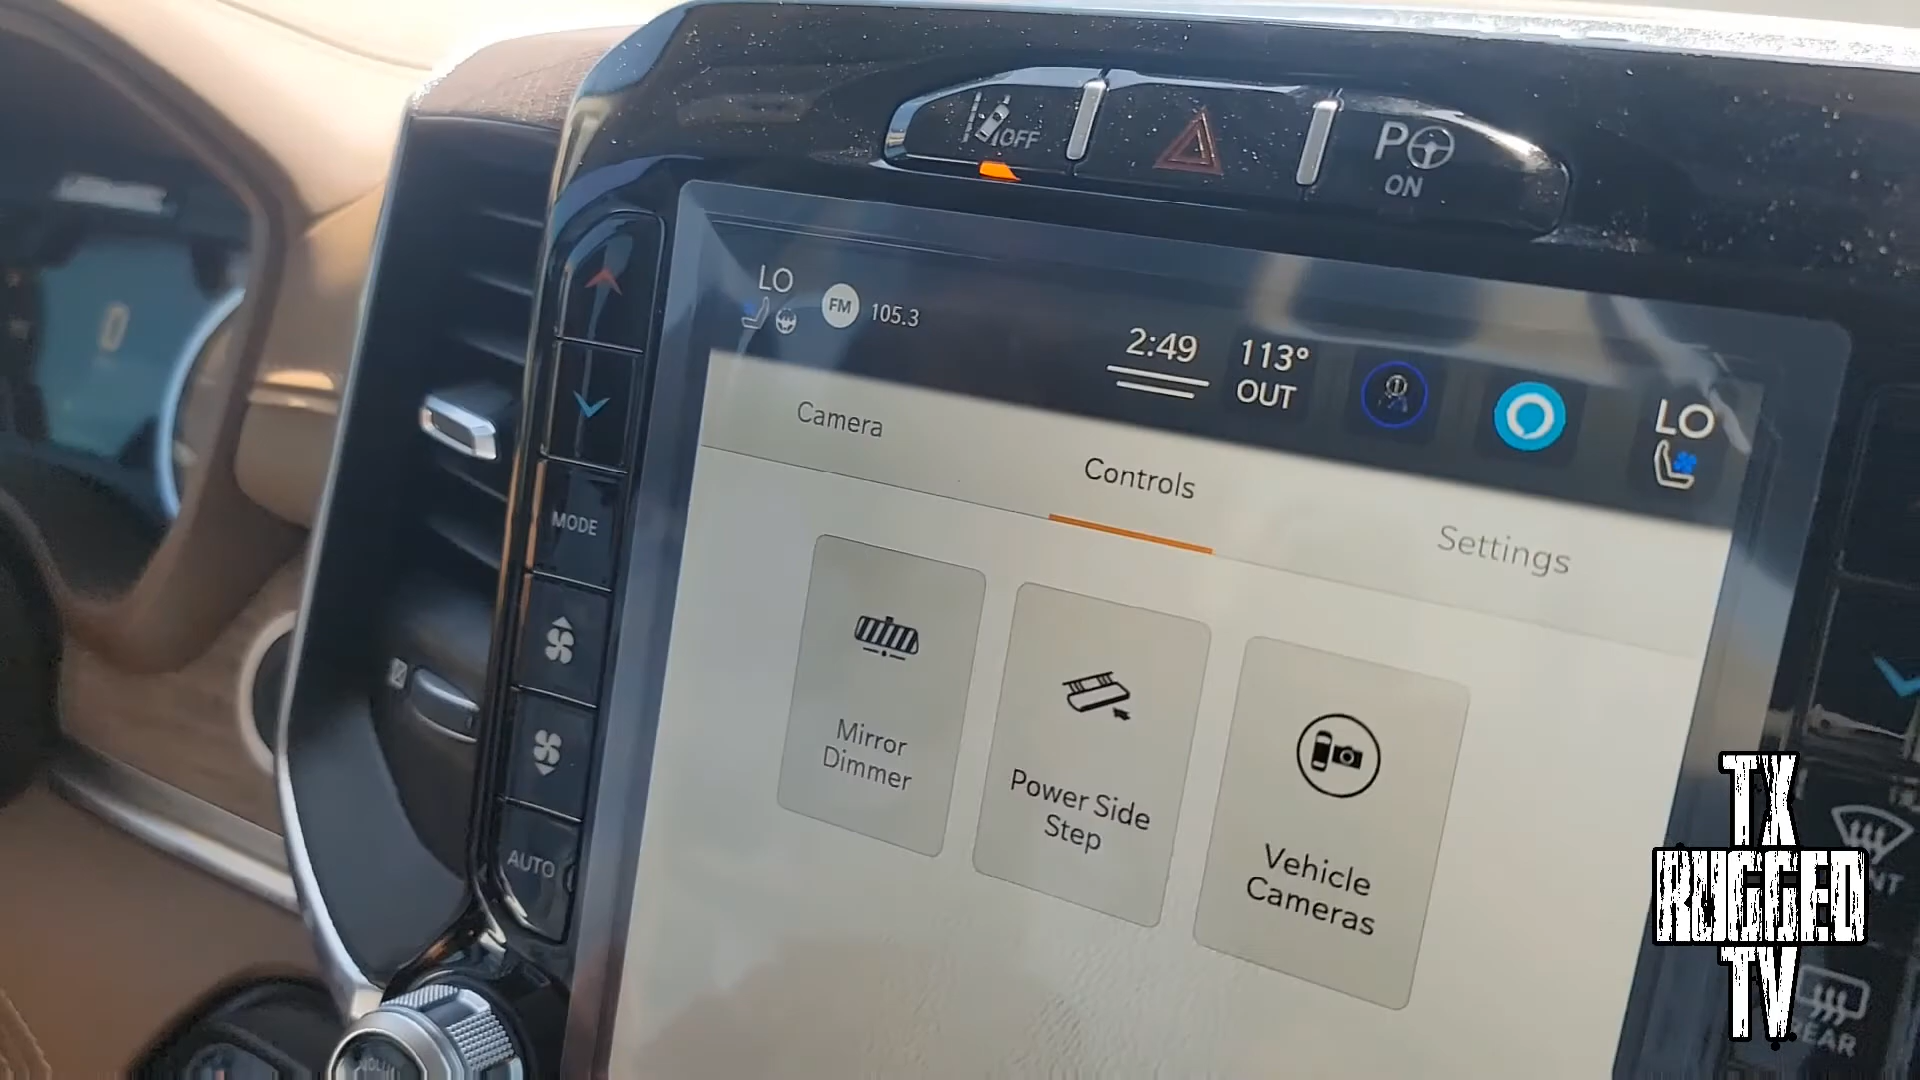 OFF
P
ON
LO
FM
105.3
2:49
113°
OUT
LO
Camera
Controls
Settings
MODE
Mirror
Dimmer
Power Side
Step
Vehicle
Cameras
AUTO
TX
RUGGED
TV
REAR